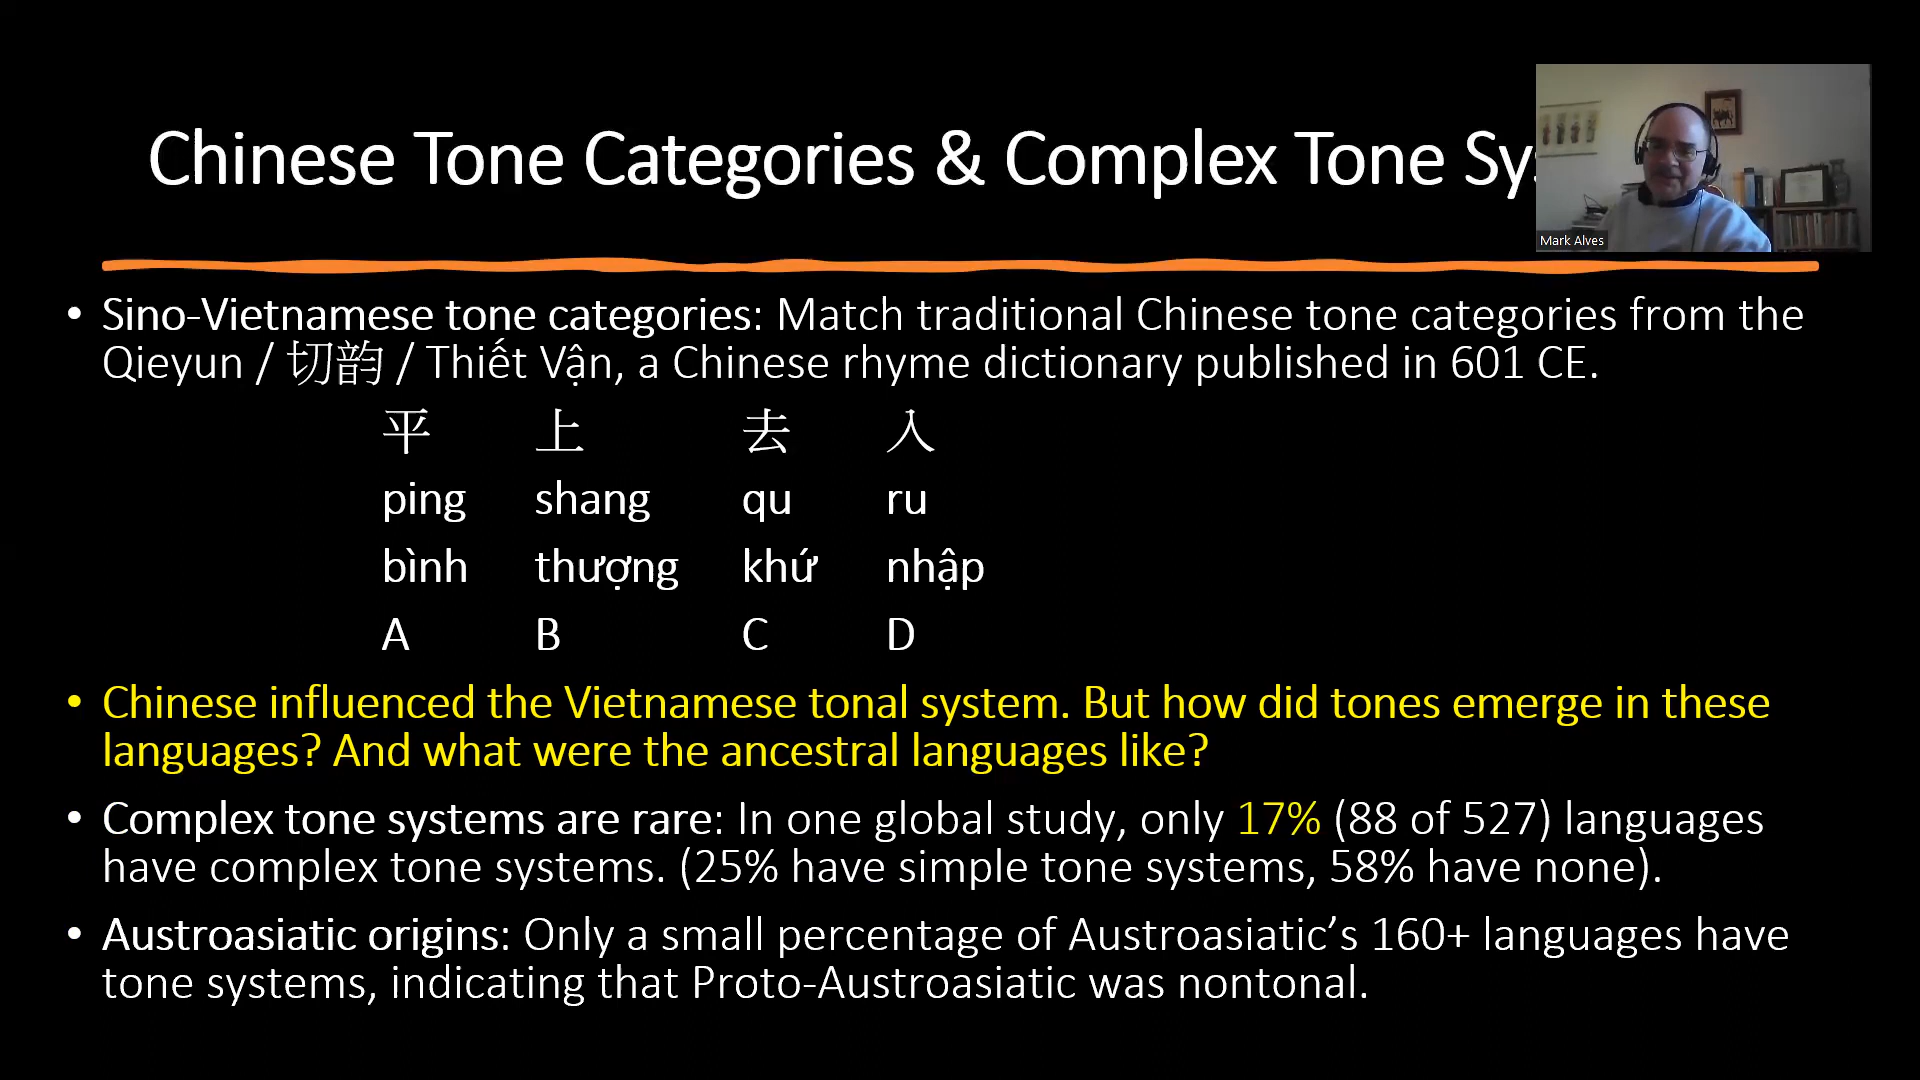 Chinese Tone Categories & Complex Tone
Mark Alves
• Sino-Vietnamese tone categories: Match traditional Chinese tone categories from the
Qieyun / 切韵 / Thiết Vận, a Chinese rhyme dictionary published in 601 CE.
平 上 去 入
ping shang qu ru
bình thượng khứ nhập
A B C D
• Chinese influenced the Vietnamese tonal system. But how did tones emerge in these
languages? And what were the ancestral languages like?
• Complex tone systems are rare: In one global study, only 17% (88 of 527) languages
have complex tone systems. (25% have simple tone systems, 58% have none).
• Austroasiatic origins: Only a small percentage of Austroasiatic’s 160+ languages have
tone systems, indicating that Proto-Austroasiatic was nontonal.